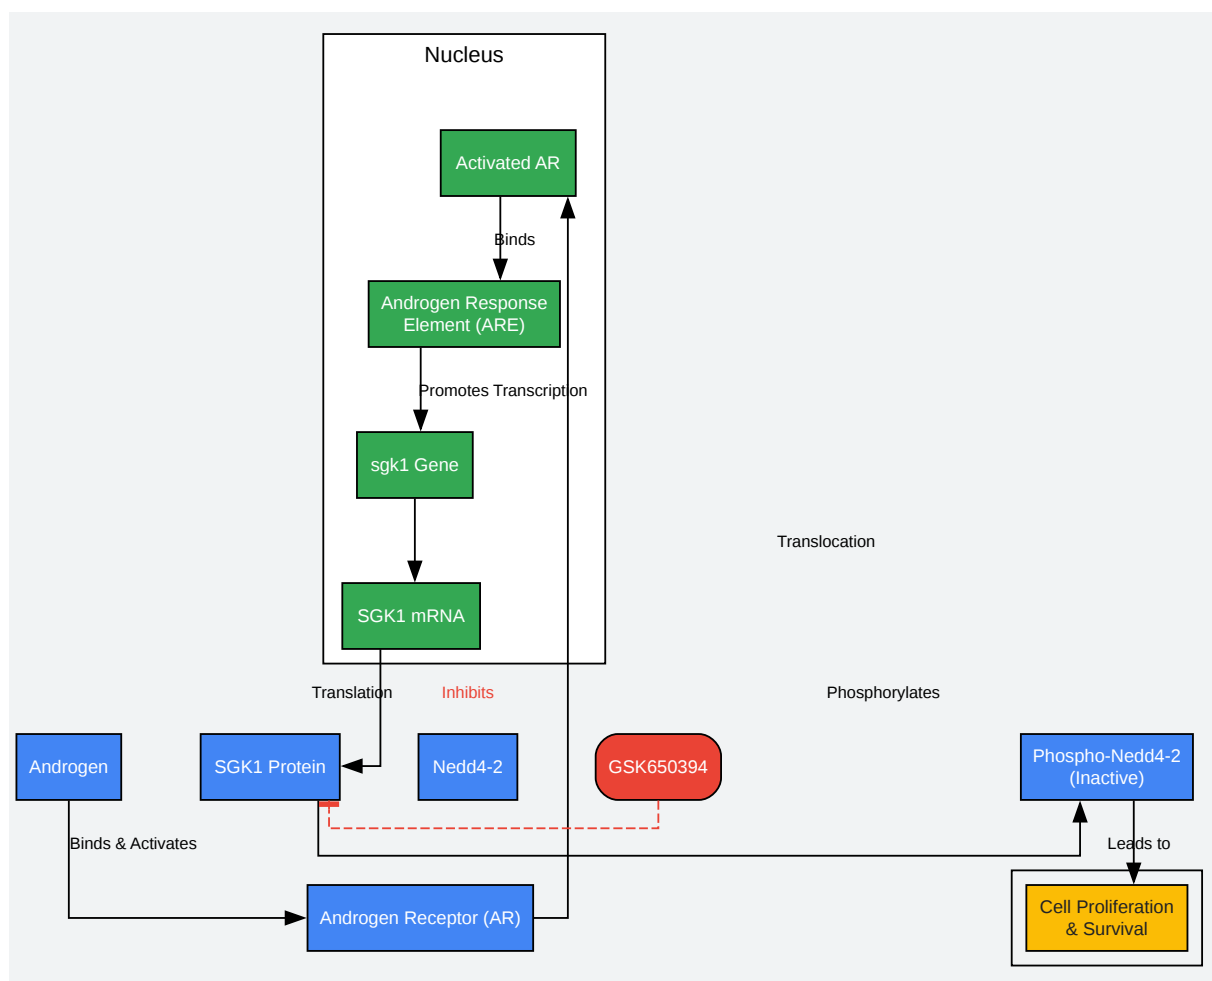 Nucleus
Activated AR
Binds
Androgen Response
Element (ARE)
Promotes Transcription
sgk1 Gene
Translocation
SGK1 mRNA
Translation
Inhibits
Phosphorylates
Androgen
SGK1 Protein
Nedd4-2
GSK650394
Phospho-Nedd4-2
(Inactive)
Binds & Activates
Leads to
Androgen Receptor (AR)
Cell Proliferation
& Survival